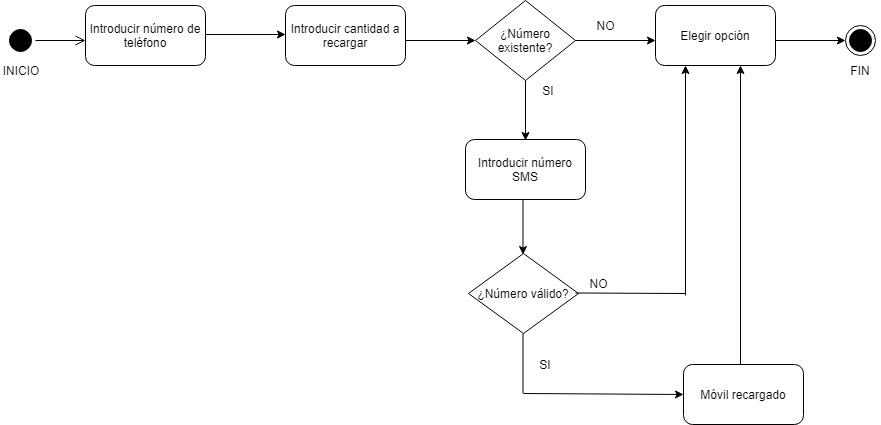 INICIO
Introducir número de
teléfono
Introducir cantidad a
recargar
¿Número
existente?
NO
Elegir opción
FIN
SI
Introducir número
SMS
¿Número válido?
NO
SI
Móvil recargado